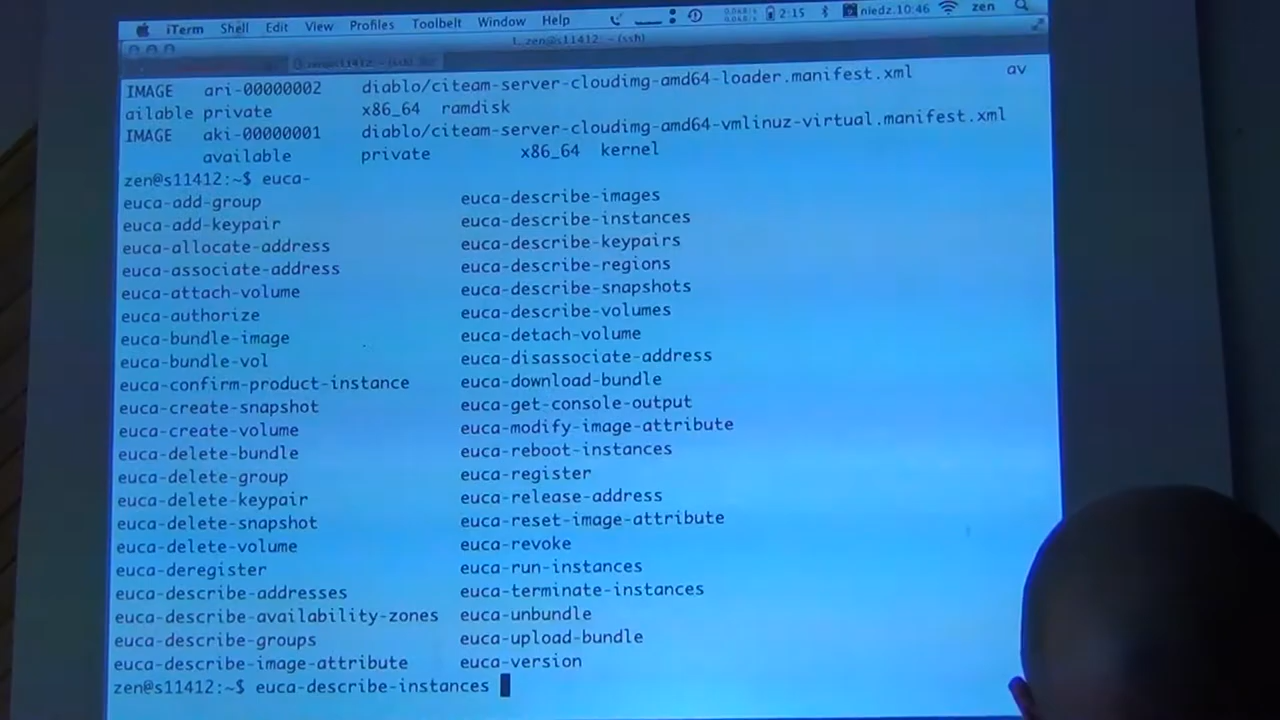 iTerm Shell Edit View Profiles Toolbelt Window Help 2:15 niedz.10:46 zen
1. zen@s11412: ~ (ssh)
IMAGE ari-00000002 diablo/citeam-server-cloudimg-amd64-loader.manifest.xml av
ailable private x86_64 ramdisk
IMAGE aki-00000001 diablo/citeam-server-cloudimg-amd64-vmlinuz-virtual.manifest.xml
available private x86_64 kernel
zen@s11412:~$ euca-
euca-add-group euca-describe-images
euca-add-keypair euca-describe-instances
euca-allocate-address euca-describe-keypairs
euca-associate-address euca-describe-regions
euca-attach-volume euca-describe-snapshots
euca-authorize euca-describe-volumes
euca-bundle-image euca-detach-volume
euca-bundle-vol euca-disassociate-address
euca-confirm-product-instance euca-download-bundle
euca-create-snapshot euca-get-console-output
euca-create-volume euca-modify-image-attribute
euca-delete-bundle euca-reboot-instances
euca-delete-group euca-register
euca-delete-keypair euca-release-address
euca-delete-snapshot euca-reset-image-attribute
euca-delete-volume euca-revoke
euca-deregister euca-run-instances
euca-describe-addresses euca-terminate-instances
euca-describe-availability-zones euca-unbundle
euca-describe-groups euca-upload-bundle
euca-describe-image-attribute euca-version
zen@s11412:~$ euca-describe-instances